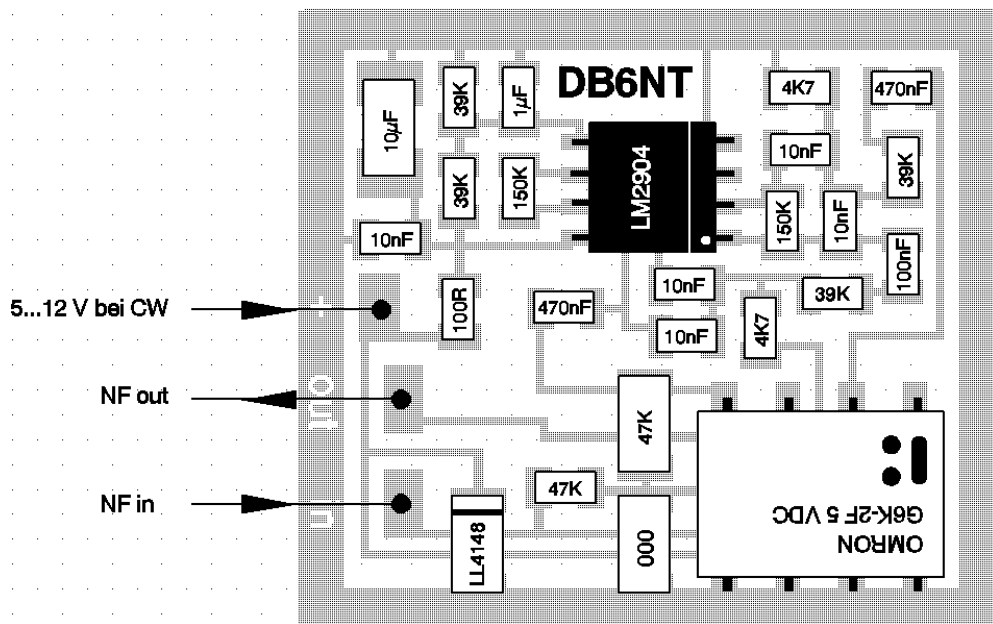 DB6NT
10µF
39K
1µF
4K7
470nF
39K
150K
LM2904
10nF
39K
150K
10nF
10nF
100nF
5...12 V bei CW
+
100R
470nF
10nF
39K
10nF
4K7
NF out
out
47K
NF in
in
47K
LL4148
000
OMRON
G6K-2F 5 VDC